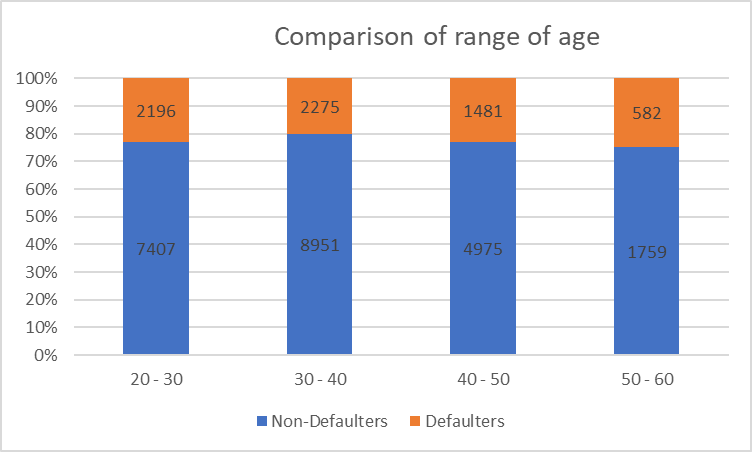 Comparison of range of age
100%
90%
80%
70%
60%
50%
40%
30%
20%
10%
0%
2196 2275 1481 582
7407 8951 4975 1759
20 - 30 30 - 40 40 - 50 50 - 60
Non-Defaulters Defaulters